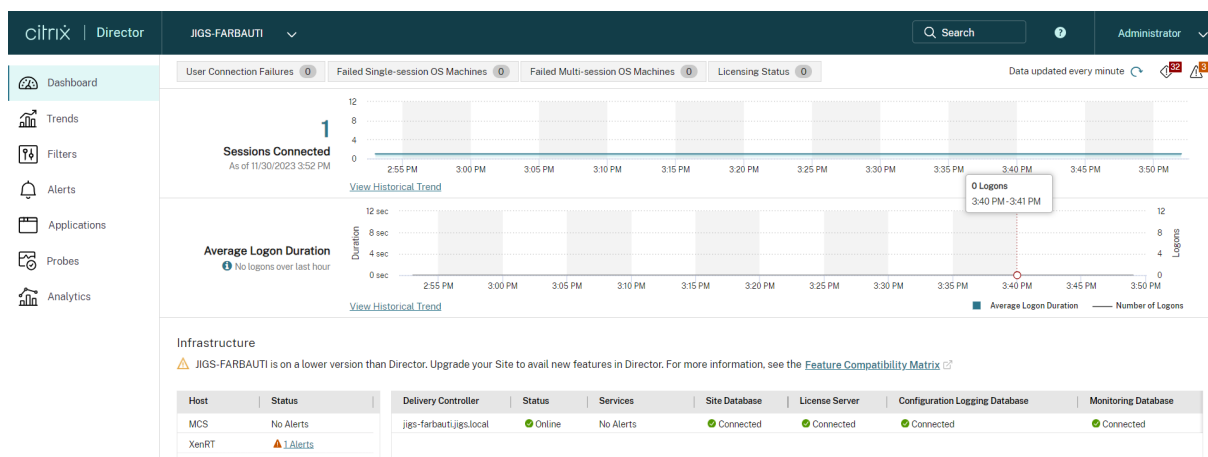 citrix | Director JIGS-FARBAUTI Search ? Administrator
Dashboard
Trends
Filters
Alerts
Applications
Probes
Analytics
User Connection Failures 0 Failed Single-session OS Machines 0 Failed Multi-session OS Machines 0 Licensing Status 0 Data updated every minute 32 3
1
Sessions Connected
As of 11/30/2023 3:52 PM
12
8
4
0
2:55 PM 3:00 PM 3:05 PM 3:10 PM 3:15 PM 3:20 PM 3:25 PM 3:30 PM 3:35 PM 3:40 PM 3:45 PM 3:50 PM
View Historical Trend
0 Logons
3:40 PM-3:41 PM
Average Logon Duration
No logons over last hour
Duration
12 sec 12
8 sec 8
4 sec 4
0 sec 0
Logons
2:55 PM 3:00 PM 3:05 PM 3:10 PM 3:15 PM 3:20 PM 3:25 PM 3:30 PM 3:35 PM 3:40 PM 3:45 PM 3:50 PM
View Historical Trend Average Logon Duration Number of Logons
Infrastructure
JIGS-FARBAUTI is on a lower version than Director. Upgrade your Site to avail new features in Director. For more information, see the Feature Compatibility Matrix
Host Status Delivery Controller Status Services Site Database License Server Configuration Logging Database Monitoring Database
MCS No Alerts jigs-farbauti.jigs.local Online No Alerts Connected Connected Connected Connected
XenRT 1 Alerts